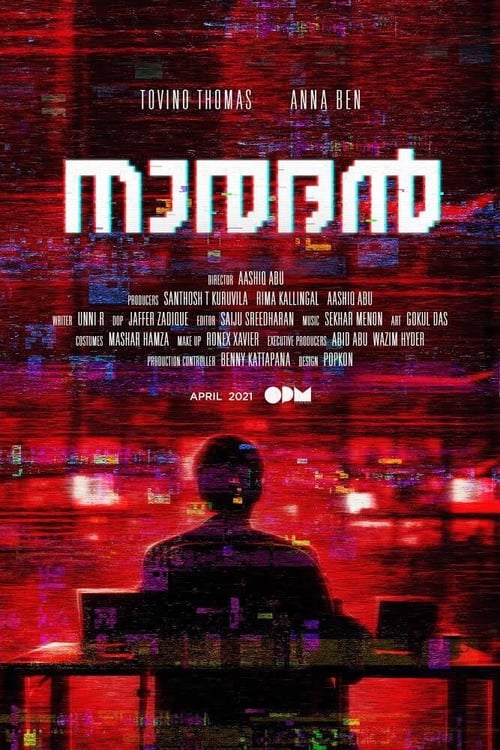 TOVINO THOMAS ANNA BEN
നാരദൻ
DIRECTOR AASHIQ ABU
PRODUCERS SANTHOSH T KURUVILA RIMA KALLINGAL AASHIQ ABU
WRITER UNNI R DOP JAFFER ZADIQUE EDITOR SAIJU SREEDHARAN MUSIC SEKHAR MENON ART GOKUL DAS
COSTUMES MASHAR HAMZA MAKE UP RONEX XAVIER EXECUTIVE PRODUCERS ABID ABU WAZIM HYDER
PRODUCTION CONTROLLER BENNY KATTAPANA DESIGN POPKON
APRIL 2021 OPM